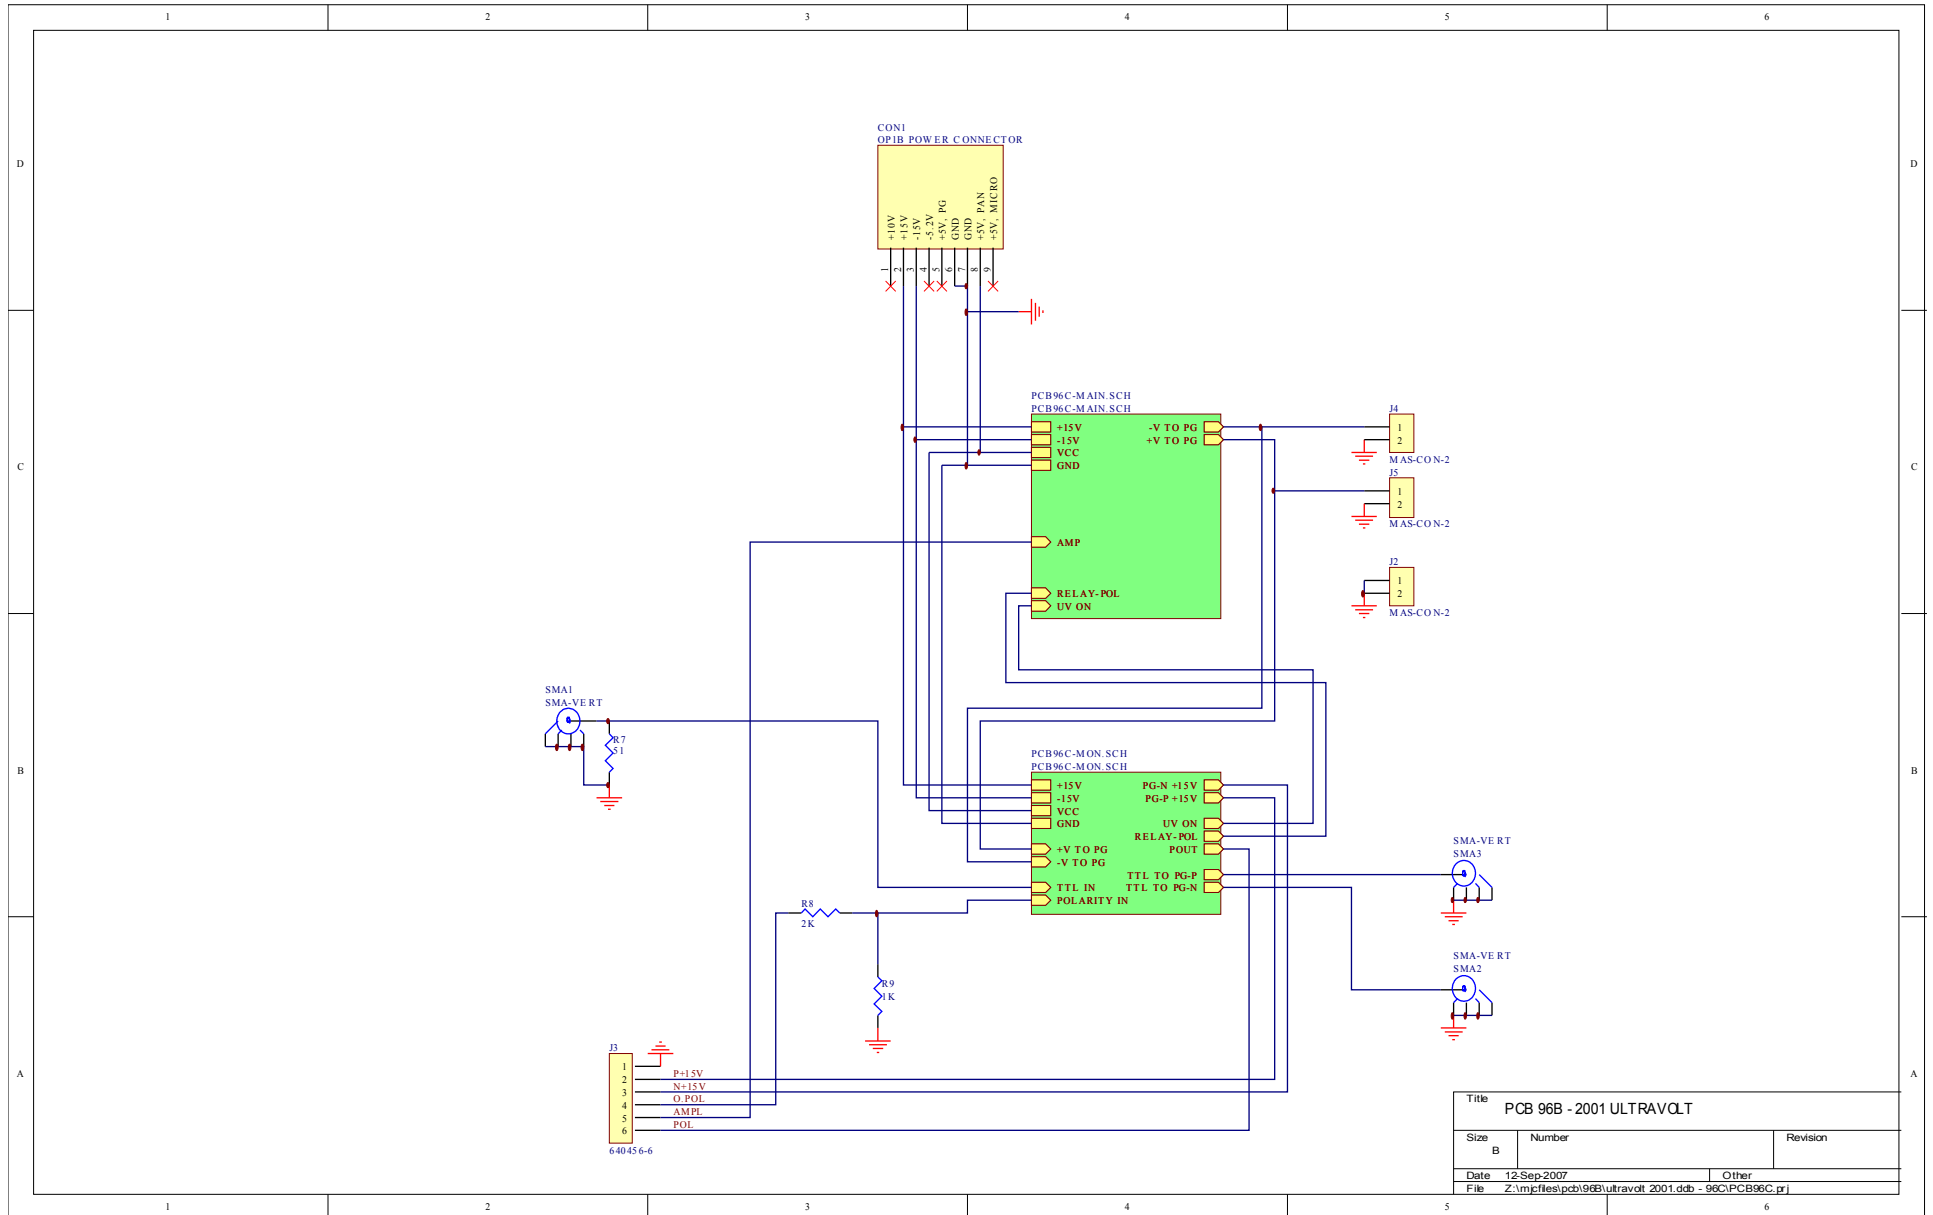 1 2 3 4 5 6
D D
C C
B B
A A
CON1
OP1B POWER CONNECTOR
+10V
+15V
-15V
-5.2V
+5V, PG
GND
GND
+5V, PAN
+5V, MICRO
1 2 3 4 5 6 7 8 9
PCB96C-MAIN.SCH
PCB96C-MAIN.SCH
+15V
-15V
VCC
GND
AMP
RELAY-POL
UV ON
-V TO PG
+V TO PG
J4
1
2
MAS-CON-2
J5
1
2
MAS-CON-2
J2
1
2
MAS-CON-2
SMA1
SMA-VERT
R7
51
PCB96C-MON.SCH
PCB96C-MON.SCH
+15V
-15V
VCC
GND
+V TO PG
-V TO PG
TTL IN
POLARITY IN
PG-N +15V
PG-P +15V
UV ON
RELAY-POL
POUT
TTL TO PG-P
TTL TO PG-N
SMA-VERT
SMA3
SMA-VERT
SMA2
R8
2K
R9
1K
J3
1
2
3
4
5
6
P+15V
N+15V
O.POL
AMPL
POL
640456-6
Title
PCB 96B - 2001 ULTRAVOLT
Size
B
Number
Revision
Date 12-Sep-2007 Other
File Z:\mjcfiles\pcb\96B\ultravolt 2001.ddb - 96C\PCB96C.prj
1 2 3 4 5 6